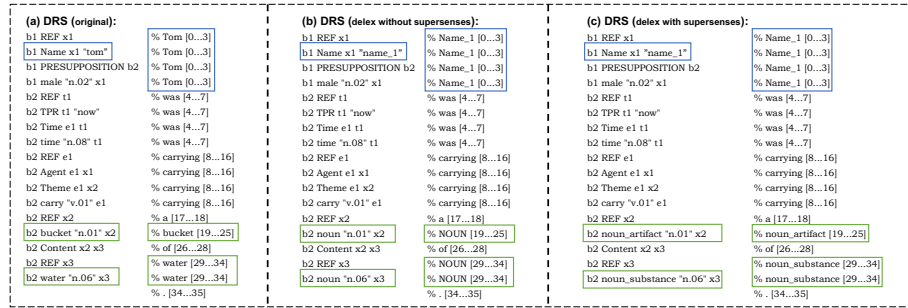 (a) DRS (original):
b1 REF x1 % Tom [0...3]
b1 Name x1 "tom" % Tom [0...3]
b1 PRESUPPOSITION b2 % Tom [0...3]
b1 male "n.02" x1 % Tom [0...3]
b2 REF t1 % was [4...7]
b2 TPR t1 "now" % was [4...7]
b2 Time e1 t1 % was [4...7]
b2 time "n.08" t1 % was [4...7]
b2 REF e1 % carrying [8...16]
b2 Agent e1 x1 % carrying [8...16]
b2 Theme e1 x2 % carrying [8...16]
b2 carry "v.01" e1 % carrying [8...16]
b2 REF x2 % a [17...18]
b2 bucket "n.01" x2 % bucket [19...25]
b2 Content x2 x3 % of [26...28]
b2 REF x3 % water [29...34]
b2 water "n.06" x3 % water [29...34]
% . [34...35]
(b) DRS (delex without supersenses):
b1 REF x1 % Name_1 [0...3]
b1 Name x1 "name_1" % Name_1 [0...3]
b1 PRESUPPOSITION b2 % Name_1 [0...3]
b1 male "n.02" x1 % Name_1 [0...3]
b2 REF t1 % was [4...7]
b2 TPR t1 "now" % was [4...7]
b2 Time e1 t1 % was [4...7]
b2 time "n.08" t1 % was [4...7]
b2 REF e1 % carrying [8...16]
b2 Agent e1 x1 % carrying [8...16]
b2 Theme e1 x2 % carrying [8...16]
b2 carry "v.01" e1 % carrying [8...16]
b2 REF x2 % a [17...18]
b2 noun "n.01" x2 % NOUN [19...25]
b2 Content x2 x3 % of [26...28]
b2 REF x3 % NOUN [29...34]
b2 noun "n.06" x3 % NOUN [29...34]
% . [34...35]
(c) DRS (delex with supersenses):
b1 REF x1 % Name_1 [0...3]
b1 Name x1 "name_1" % Name_1 [0...3]
b1 PRESUPPOSITION b2 % Name_1 [0...3]
b1 male "n.02" x1 % Name_1 [0...3]
b2 REF t1 % was [4...7]
b2 TPR t1 "now" % was [4...7]
b2 Time e1 t1 % was [4...7]
b2 time "n.08" t1 % was [4...7]
b2 REF e1 % carrying [8...16]
b2 Agent e1 x1 % carrying [8...16]
b2 Theme e1 x2 % carrying [8...16]
b2 carry "v.01" e1 % carrying [8...16]
b2 REF x2 % a [17...18]
b2 noun_artifact "n.01" x2 % noun_artifact [19...25]
b2 Content x2 x3 % of [26...28]
b2 REF x3 % noun_substance [29...34]
b2 noun_substance "n.06" x3 % noun_substance [29...34]
% . [34...35]